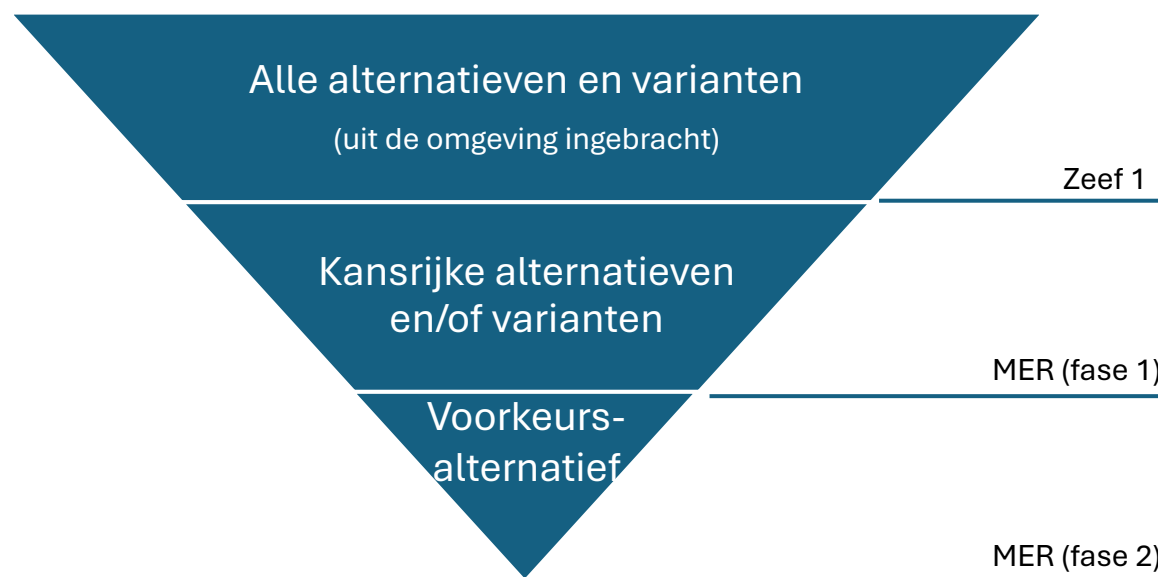 Alle alternatieven en varianten
(uit de omgeving ingebracht)
Zeef 1
Kansrijke alternatieven
en/of varianten
MER (fase 1)
Voorkeurs-
alternatief
MER (fase 2)